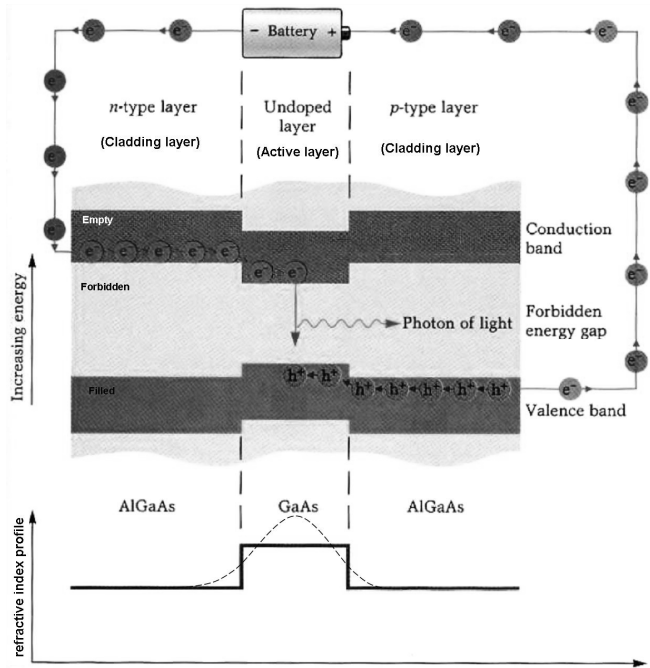 e⁻ e⁻ − Battery + e⁻ e⁻ e⁻
e⁻ e⁻
n-type layer Undoped p-type layer
layer
(Cladding layer) (Active layer) (Cladding layer)
e⁻
e⁻
Empty
e⁻ Conduction
band
e⁻ e⁻ e⁻ e⁻ e⁻
e⁻ e⁻
e⁻
Forbidden
Increasing energy
Photon of light
Forbidden
energy gap
e⁻
h⁺ h⁺
Filled h⁺ h⁺ h⁺ h⁺ h⁺ e⁻
Valence band
AlGaAs GaAs AlGaAs
refractive index profile